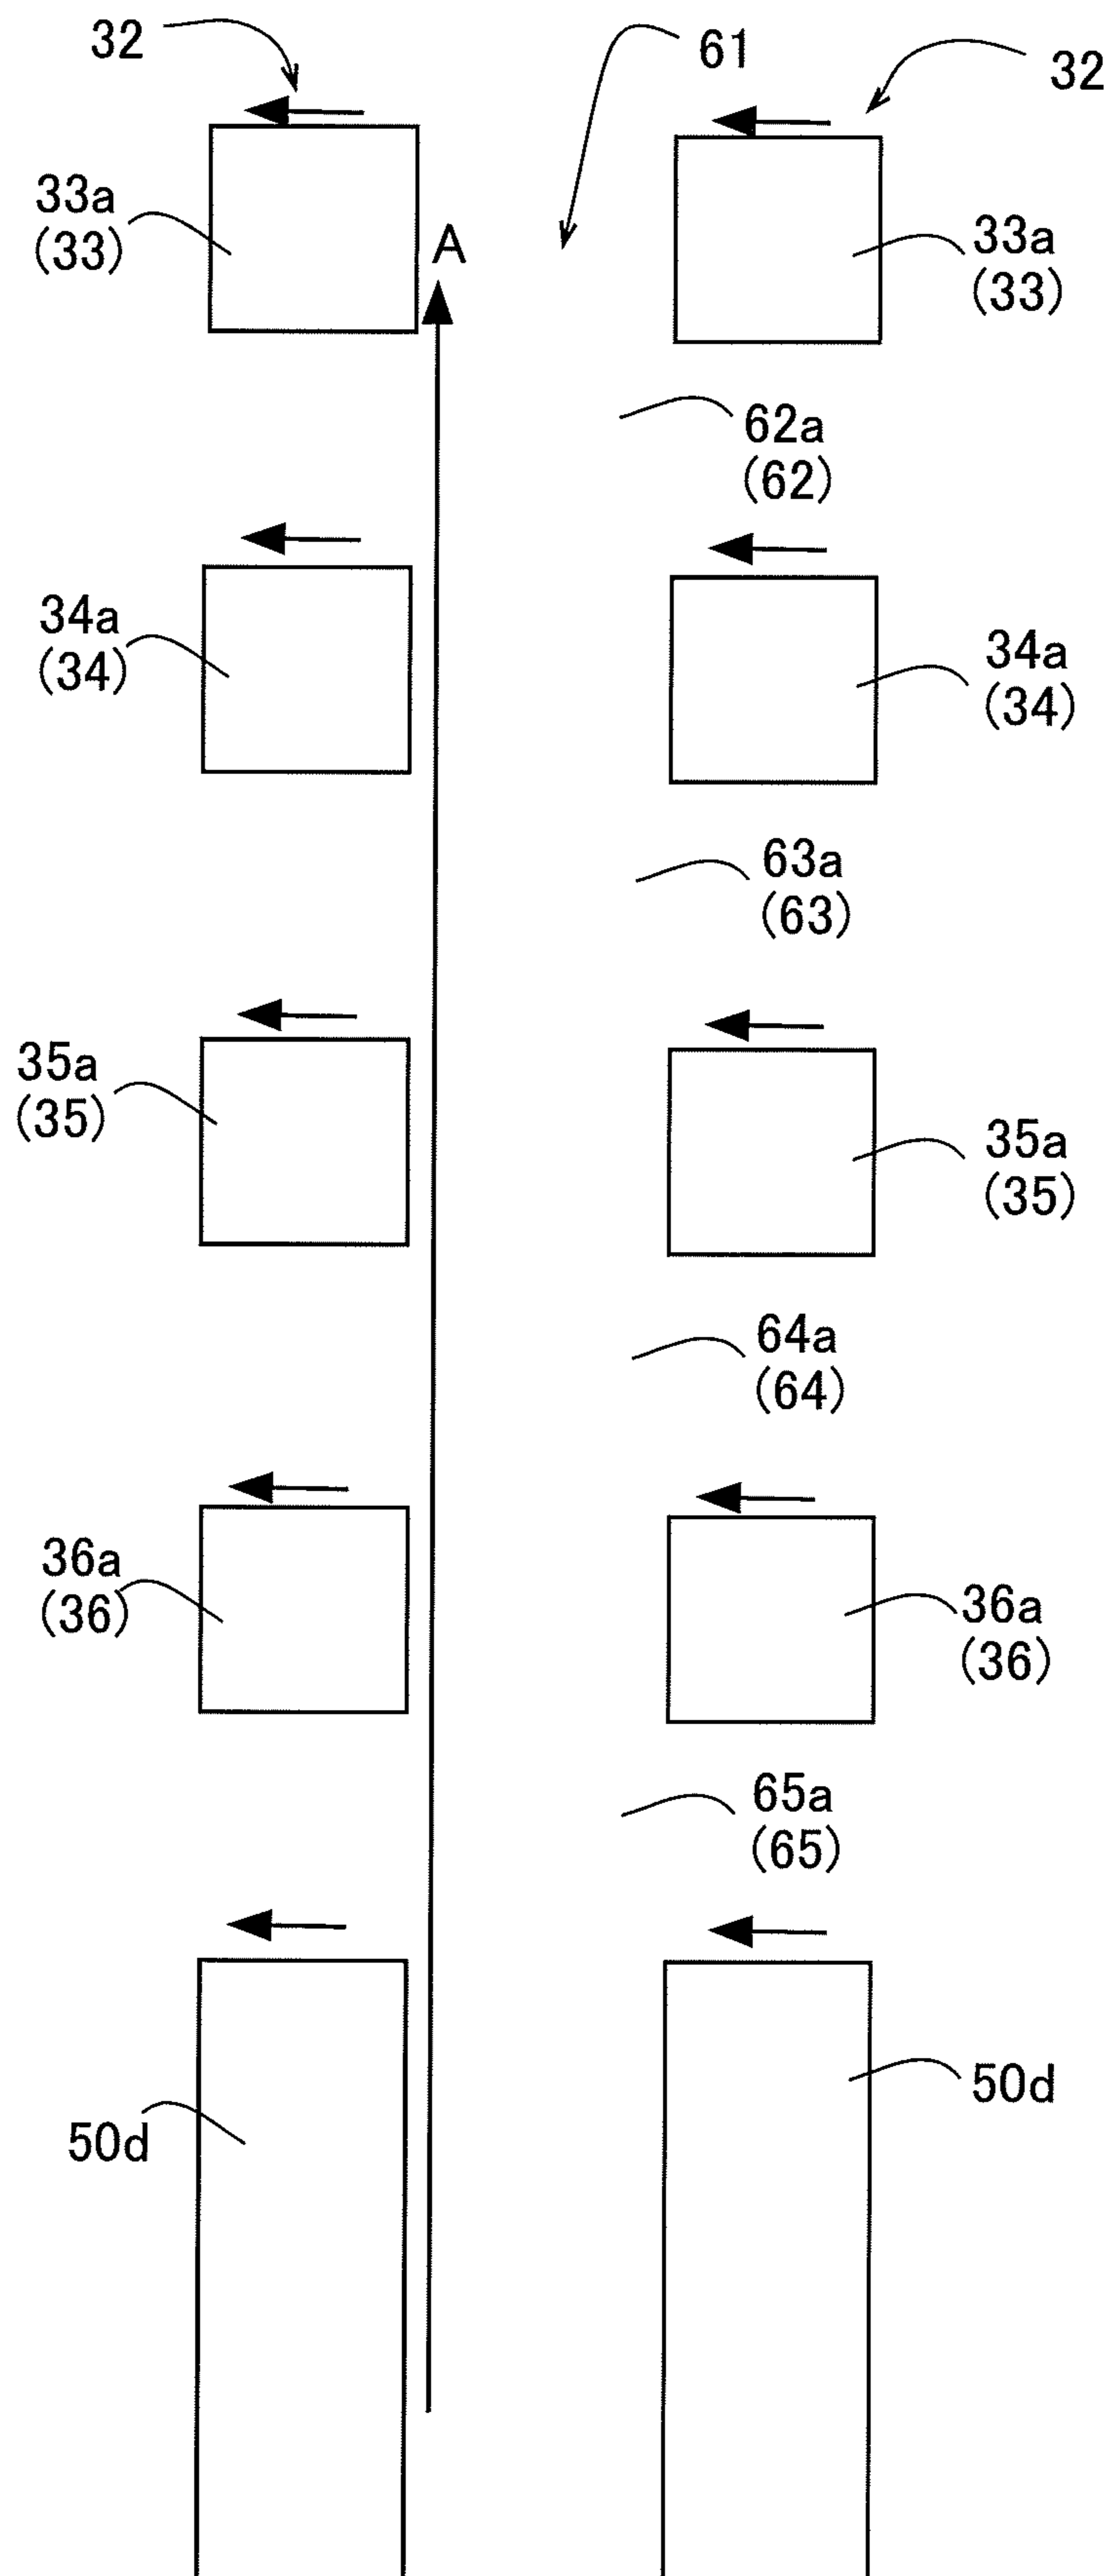 32
61
32
33a
(33)
A
33a
(33)
62a
(62)
34a
(34)
34a
(34)
63a
(63)
35a
(35)
35a
(35)
64a
(64)
36a
(36)
36a
(36)
65a
(65)
50d
50d